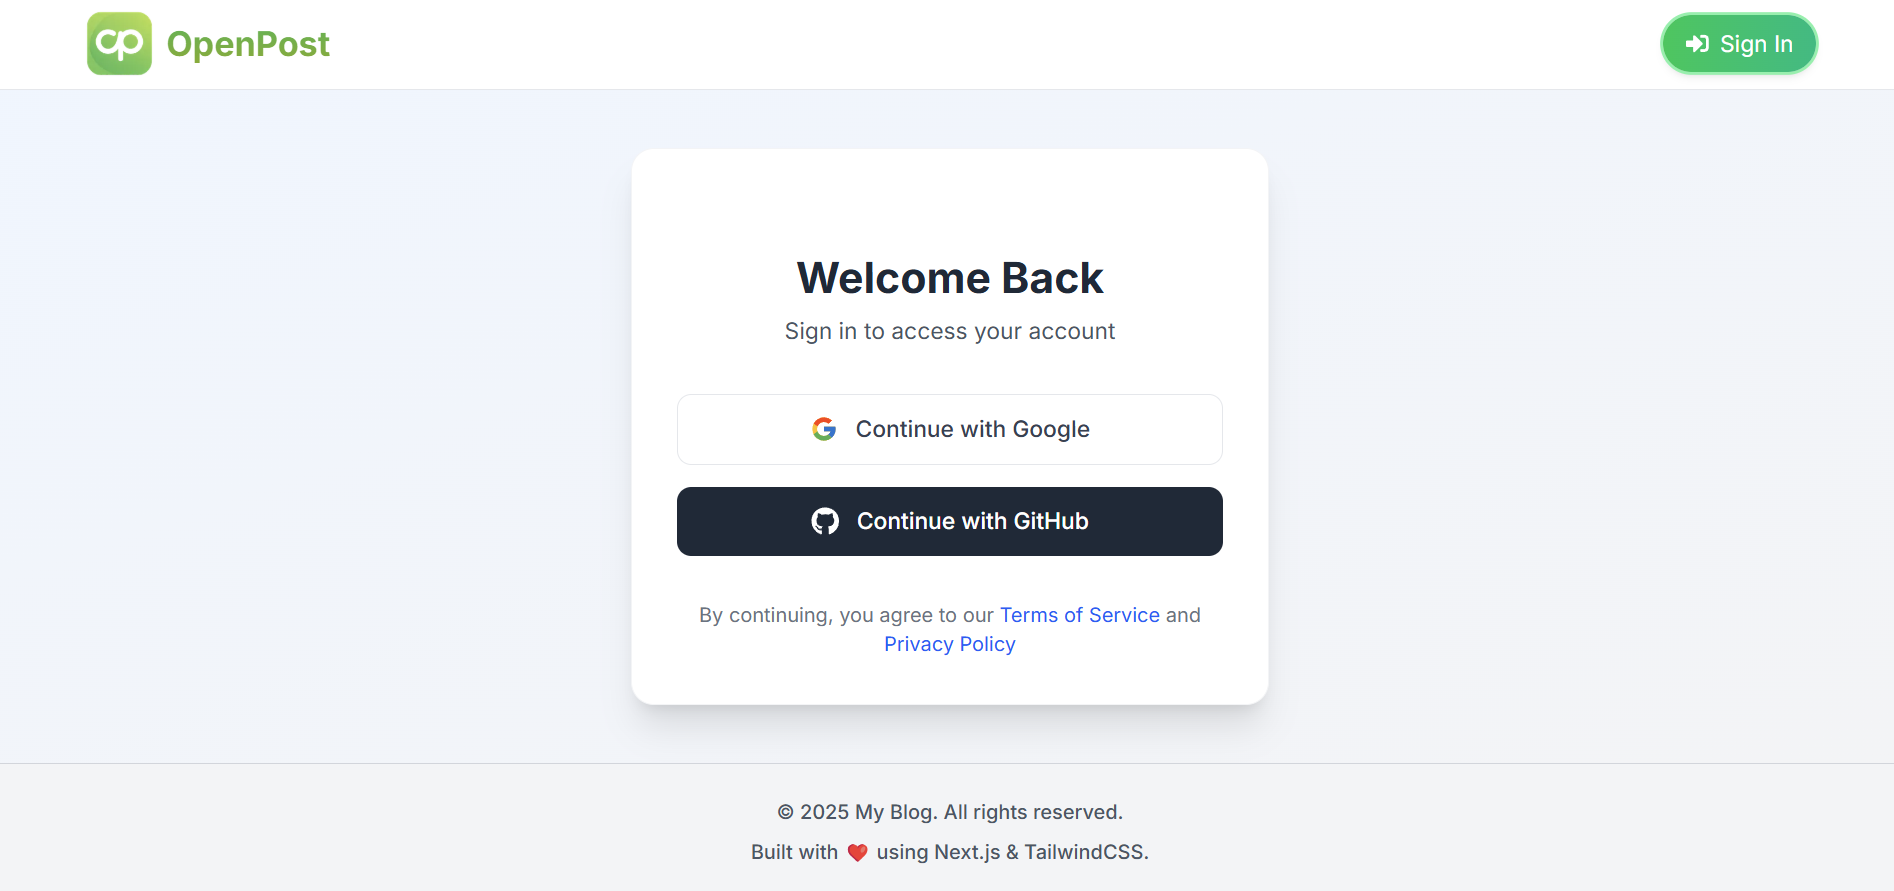 OpenPost
Sign In
Welcome Back
Sign in to access your account
Continue with Google
Continue with GitHub
By continuing, you agree to our Terms of Service and
Privacy Policy
© 2025 My Blog. All rights reserved.
Built with ❤️ using Next.js & TailwindCSS.